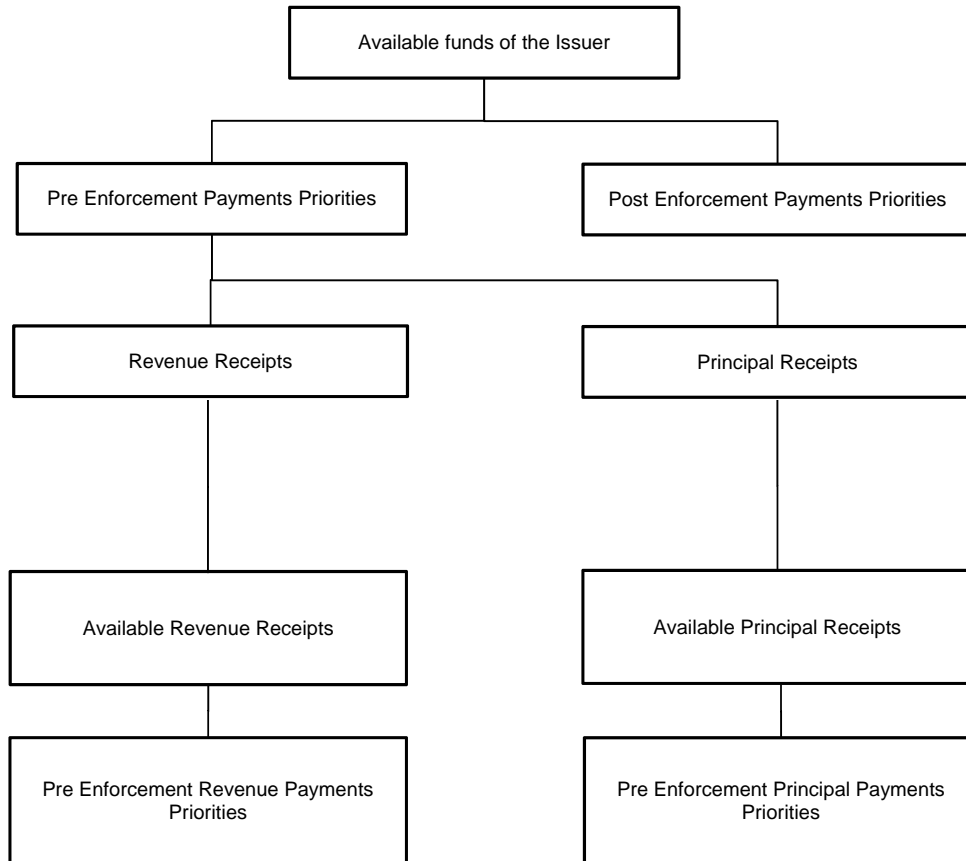 Available funds of the Issuer
Pre Enforcement Payments Priorities
Post Enforcement Payments Priorities
Revenue Receipts
Principal Receipts
Available Revenue Receipts
Available Principal Receipts
Pre Enforcement Revenue Payments
Priorities
Pre Enforcement Principal Payments
Priorities